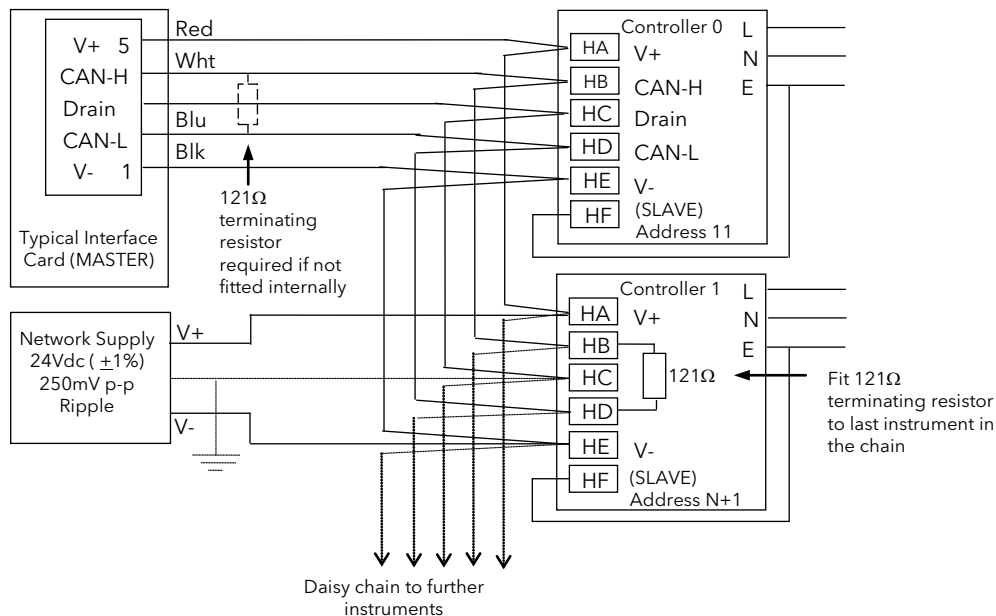 V+ 5
CAN-H
Drain
CAN-L
V- 1
Typical Interface
Card (MASTER)
Red
Wht
Blu
Blk
121Ω
terminating
resistor
required if not
fitted internally
Controller 0
HA
V+
HB
CAN-H
HC
Drain
HD
CAN-L
HE
V-
HF
(SLAVE)
Address 11
L
N
E
Network Supply
24Vdc ( ±1%)
250mV p-p
Ripple
V+
V-
Controller 1
HA
V+
HB
HC
121Ω
HD
HE
V-
HF
(SLAVE)
Address N+1
L
N
E
Fit 121Ω
terminating resistor
to last instrument in
the chain
Daisy chain to further
instruments